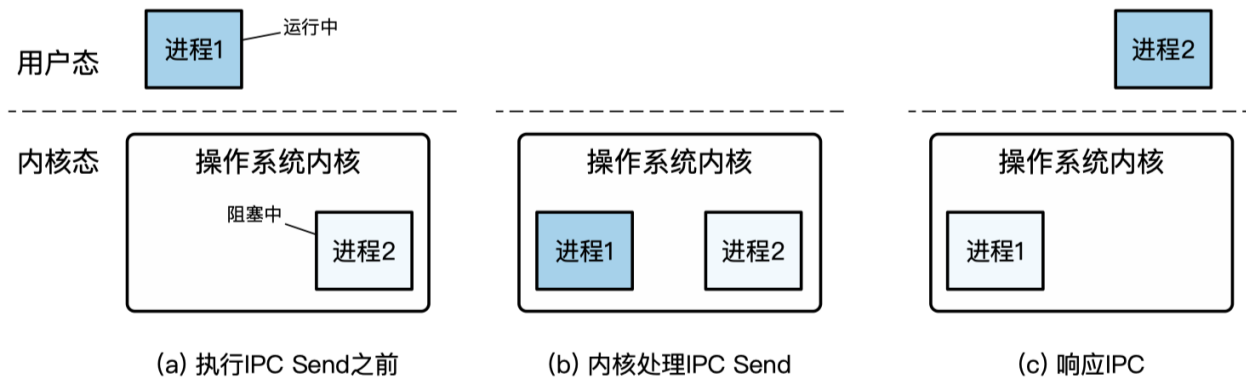 用户态
进程1
运行中
进程2
内核态
操作系统内核
阻塞中
进程2
操作系统内核
进程1
进程2
操作系统内核
进程1
(a) 执行IPC Send之前
(b) 内核处理IPC Send
(c) 响应IPC